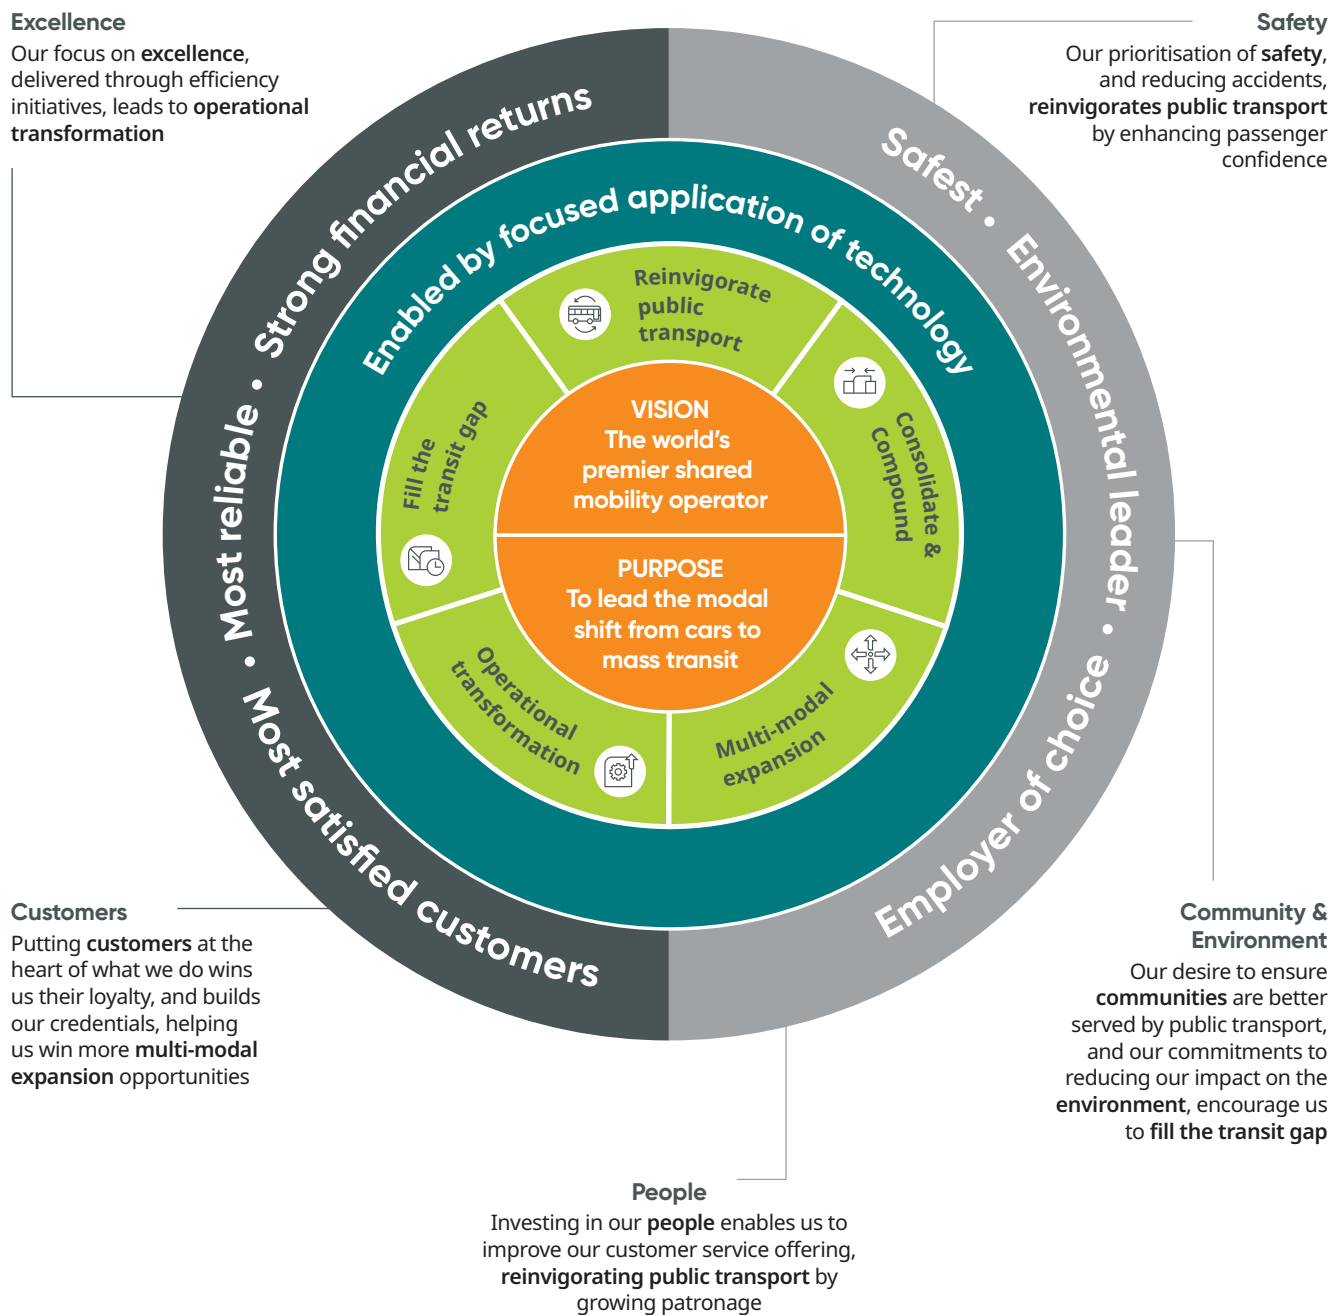 Excellence
Our focus on excellence,
delivered through efficiency
initiatives, leads to operational
transformation
Safety
Our prioritisation of safety,
and reducing accidents,
reinvigorates public transport
by enhancing passenger
confidence
Most satisfied customers • Most reliable • Strong financial returns
Safest • Environmental leader • Employer of choice
Enabled by focused application of technology
Reinvigorate
public
transport
Consolidate &
Compound
Multi-modal
expansion
Operational
transformation
Fill the
transit gap
VISION
The world's
premier shared
mobility operator
PURPOSE
To lead the modal
shift from cars to
mass transit
Customers
Putting customers at the
heart of what we do wins
us their loyalty, and builds
our credentials, helping
us win more multi-modal
expansion opportunities
Community &
Environment
Our desire to ensure
communities are better
served by public transport,
and our commitments to
reducing our impact on the
environment, encourage us
to fill the transit gap
People
Investing in our people enables us to
improve our customer service offering,
reinvigorating public transport by
growing patronage